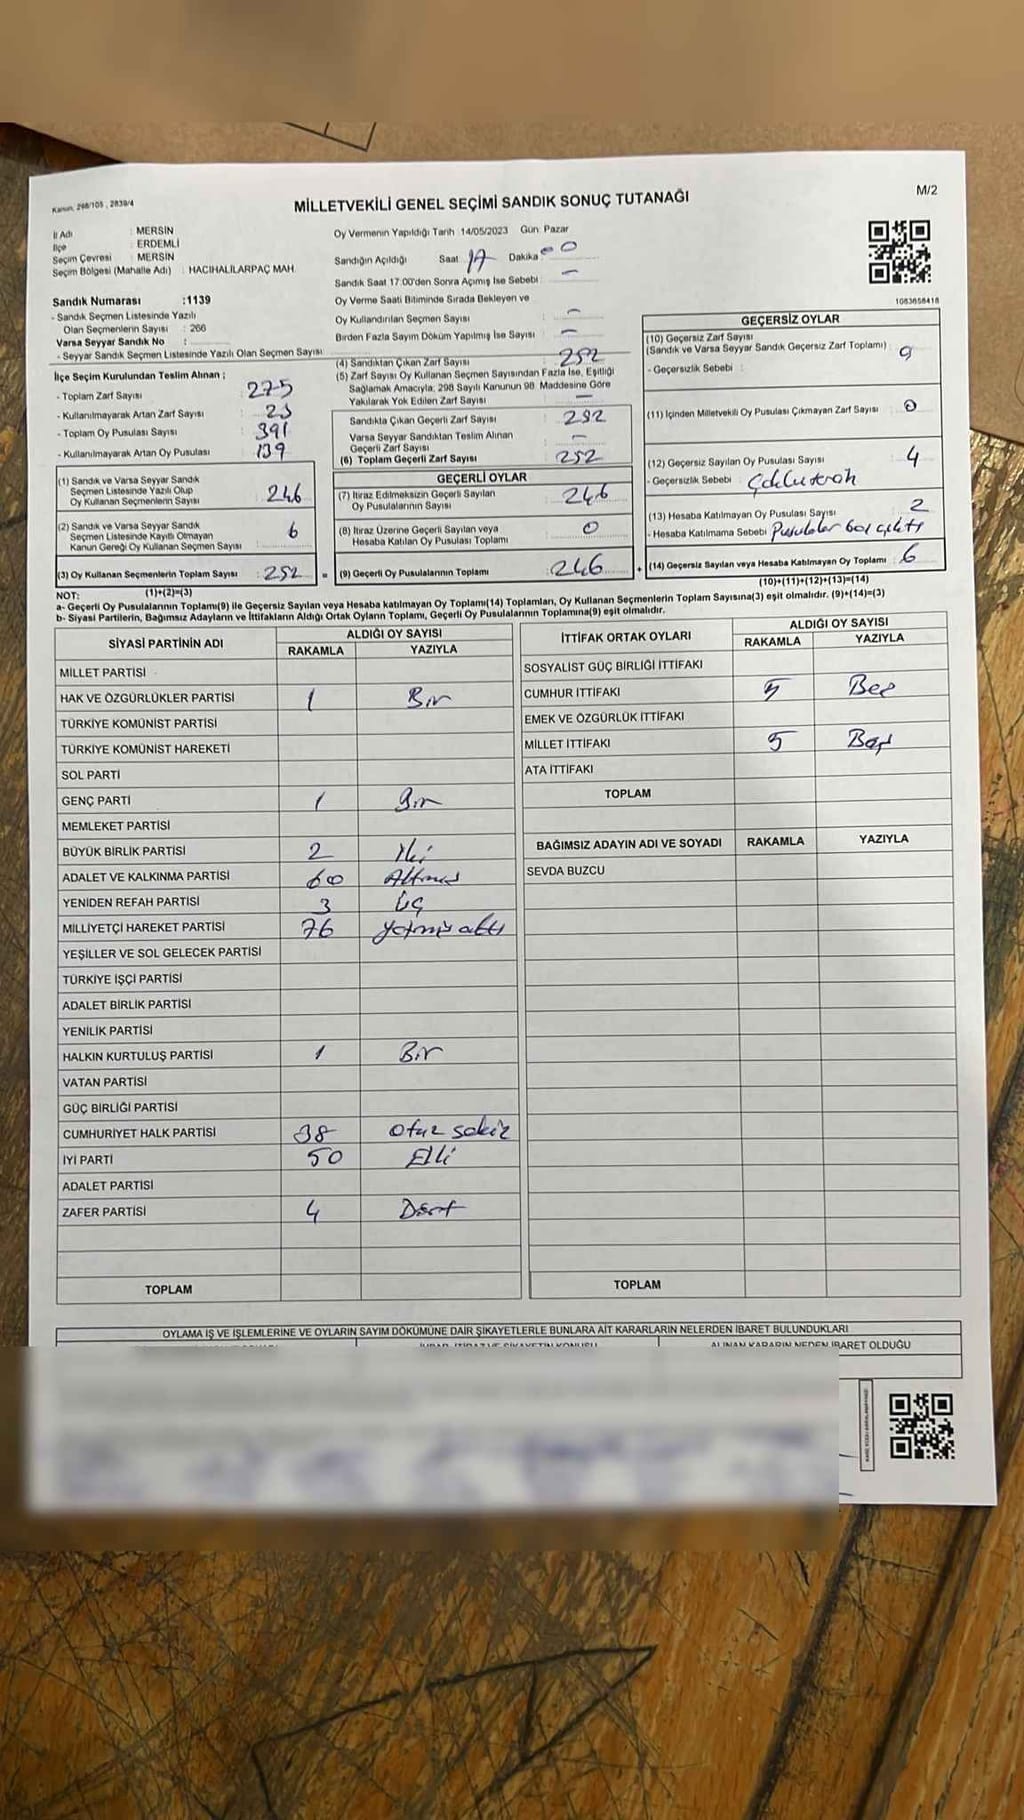 Kanun, 298/105 , 2839/4
MİLLETVEKİLİ GENEL SEÇİMİ SANDIK SONUÇ TUTANAĞI
M/2
İl Adı : MERSİN
İlçe : ERDEMLİ
Seçim Çevresi : MERSİN
Seçim Bölgesi (Mahalle Adı) : HACIHALİLARPAÇ MAH.
Sandık Numarası :1139
- Sandık Seçmen Listesinde Yazılı
Olan Seçmenlerin Sayısı : 266
Varsa Seyyar Sandık No :
- Seyyar Sandık Seçmen Listesinde Yazılı Olan Seçmen Sayısı
Oy Vermenin Yapıldığı Tarih :14/05/2023 Gün: Pazar
Sandığın Açıldığı Saat 17 Dakika 00
Sandık Saat 17:00'den Sonra Açımış İse Sebebi : –
Oy Verme Saati Bitiminde Sırada Bekleyen ve
Oy Kullandırılan Seçmen Sayısı : –
Birden Fazla Sayım Döküm Yapılmış İse Sayısı : –
1083658418
İlçe Seçim Kurulundan Teslim Alınan ;
- Toplam Zarf Sayısı : 275
- Kullanılmayarak Artan Zarf Sayısı : 23
- Toplam Oy Pusulası Sayısı : 391
- Kullanılmayarak Artan Oy Pusulası : 139
(4) Sandıktan Çıkan Zarf Sayısı : 252
(5) Zarf Sayısı Oy Kullanan Seçmen Sayısından Fazla İse, Eşitliği
Sağlamak Amacıyla; 298 Sayılı Kanunun 98. Maddesine Göre
Yakılarak Yok Edilen Zarf Sayısı : –
Sandıkta Çıkan Geçerli Zarf Sayısı : 252
Varsa Seyyar Sandıktan Teslim Alınan
Geçerli Zarf Sayısı : –
(6) Toplam Geçerli Zarf Sayısı : 252
GEÇERSİZ OYLAR
(10) Geçersiz Zarf Sayısı
(Sandık ve Varsa Seyyar Sandık Geçersiz Zarf Toplamı) :
- Geçersizlik Sebebi :
(11) İçinden Milletvekili Oy Pusulası Çıkmayan Zarf Sayısı : 0
(12) Geçersiz Sayılan Oy Pusulası Sayısı : 4
- Geçersizlik Sebebi :
(13) Hesaba Katılmayan Oy Pusulası Sayısı : 2
- Hesaba Katılmama Sebebi Pusulalar boş çıktı
(14) Geçersiz Sayılan veya Hesaba Katılmayan Oy Toplamı : 6
(10)+(11)+(12)+(13)=(14)
(1) Sandık ve Varsa Seyyar Sandık
Seçmen Listesinde Yazılı Olup
Oy Kullanan Seçmenlerin Sayısı : 246
(2) Sandık ve Varsa Seyyar Sandık
Seçmen Listesinde Kayıtlı Olmayan
Kanun Gereği Oy Kullanan Seçmen Sayısı : 6
(3) Oy Kullanan Seçmenlerin Toplam Sayısı : 252
(1)+(2)=(3)
GEÇERLİ OYLAR
(7) İtiraz Edilmeksizin Geçerli Sayılan
Oy Pusulalarının Sayısı : 246
(8) İtiraz Üzerine Geçerli Sayılan veya
Hesaba Katılan Oy Pusulası Toplamı : 0
= (9) Geçerli Oy Pusulalarının Toplamı : 246 +
NOT:
a- Geçerli Oy Pusulalarının Toplamı(9) ile Geçersiz Sayılan veya Hesaba katılmayan Oy Toplamı(14) Toplamları, Oy Kullanan Seçmenlerin Toplam Sayısına(3) eşit olmalıdır. (9)+(14)=(3)
b- Siyasi Partilerin, Bağımsız Adayların ve İttifakların Aldığı Ortak Oyların Toplamı, Geçerli Oy Pusulalarının Toplamına(9) eşit olmalıdır.
SİYASİ PARTİNİN ADI ALDIĞI OY SAYISI
RAKAMLA YAZIYLA
MİLLET PARTİSİ
HAK VE ÖZGÜRLÜKLER PARTİSİ 1 Bir
TÜRKİYE KOMÜNİST PARTİSİ
TÜRKİYE KOMÜNİST HAREKETİ
SOL PARTİ
GENÇ PARTİ 1 Bir
MEMLEKET PARTİSİ
BÜYÜK BİRLİK PARTİSİ 2 İki
ADALET VE KALKINMA PARTİSİ 60 Altmış
YENİDEN REFAH PARTİSİ 3 üç
MİLLİYETÇİ HAREKET PARTİSİ 76 yetmiş altı
YEŞİLLER VE SOL GELECEK PARTİSİ
TÜRKİYE İŞÇİ PARTİSİ
ADALET BİRLİK PARTİSİ
YENİLİK PARTİSİ
HALKIN KURTULUŞ PARTİSİ 1 Bir
VATAN PARTİSİ
GÜÇ BİRLİĞİ PARTİSİ
CUMHURİYET HALK PARTİSİ 38 otuz sekiz
İYİ PARTİ 50 Elli
ADALET PARTİSİ
ZAFER PARTİSİ 4 Dört
TOPLAM
İTTİFAK ORTAK OYLARI ALDIĞI OY SAYISI
RAKAMLA YAZIYLA
SOSYALİST GÜÇ BİRLİĞİ İTTİFAKI
CUMHUR İTTİFAKI 5 Beş
EMEK VE ÖZGÜRLÜK İTTİFAKI
MİLLET İTTİFAKI 5 Beş
ATA İTTİFAKI
TOPLAM
BAĞIMSIZ ADAYIN ADI VE SOYADI RAKAMLA YAZIYLA
SEVDA BUZCU
TOPLAM
OYLAMA İŞ VE İŞLEMLERİNE VE OYLARIN SAYIM DÖKÜMÜNE DAİR ŞİKAYETLERLE BUNLARA AİT KARARLARIN NELERDEN İBARET BULUNDUKLARI
ALINAN KARARIN NEDEN İBARET OLDUĞU